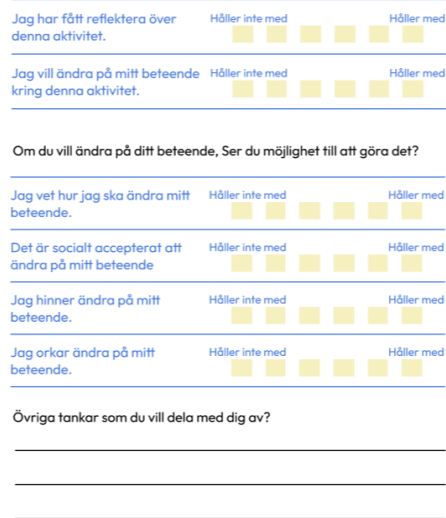 Jag har fått reflektera över
denna aktivitet.
Håller inte med
Håller med
Jag vill ändra på mitt beteende
kring denna aktivitet.
Håller inte med
Håller med
Om du vill ändra på ditt beteende, Ser du möjlighet till att göra det?
Jag vet hur jag ska ändra mitt
beteende.
Håller inte med
Håller med
Det är socialt accepterat att
ändra på mitt beteende
Håller inte med
Håller med
Jag hinner ändra på mitt
beteende.
Håller inte med
Håller med
Jag orkar ändra på mitt
beteende.
Håller inte med
Håller med
Övriga tankar som du vill dela med dig av?